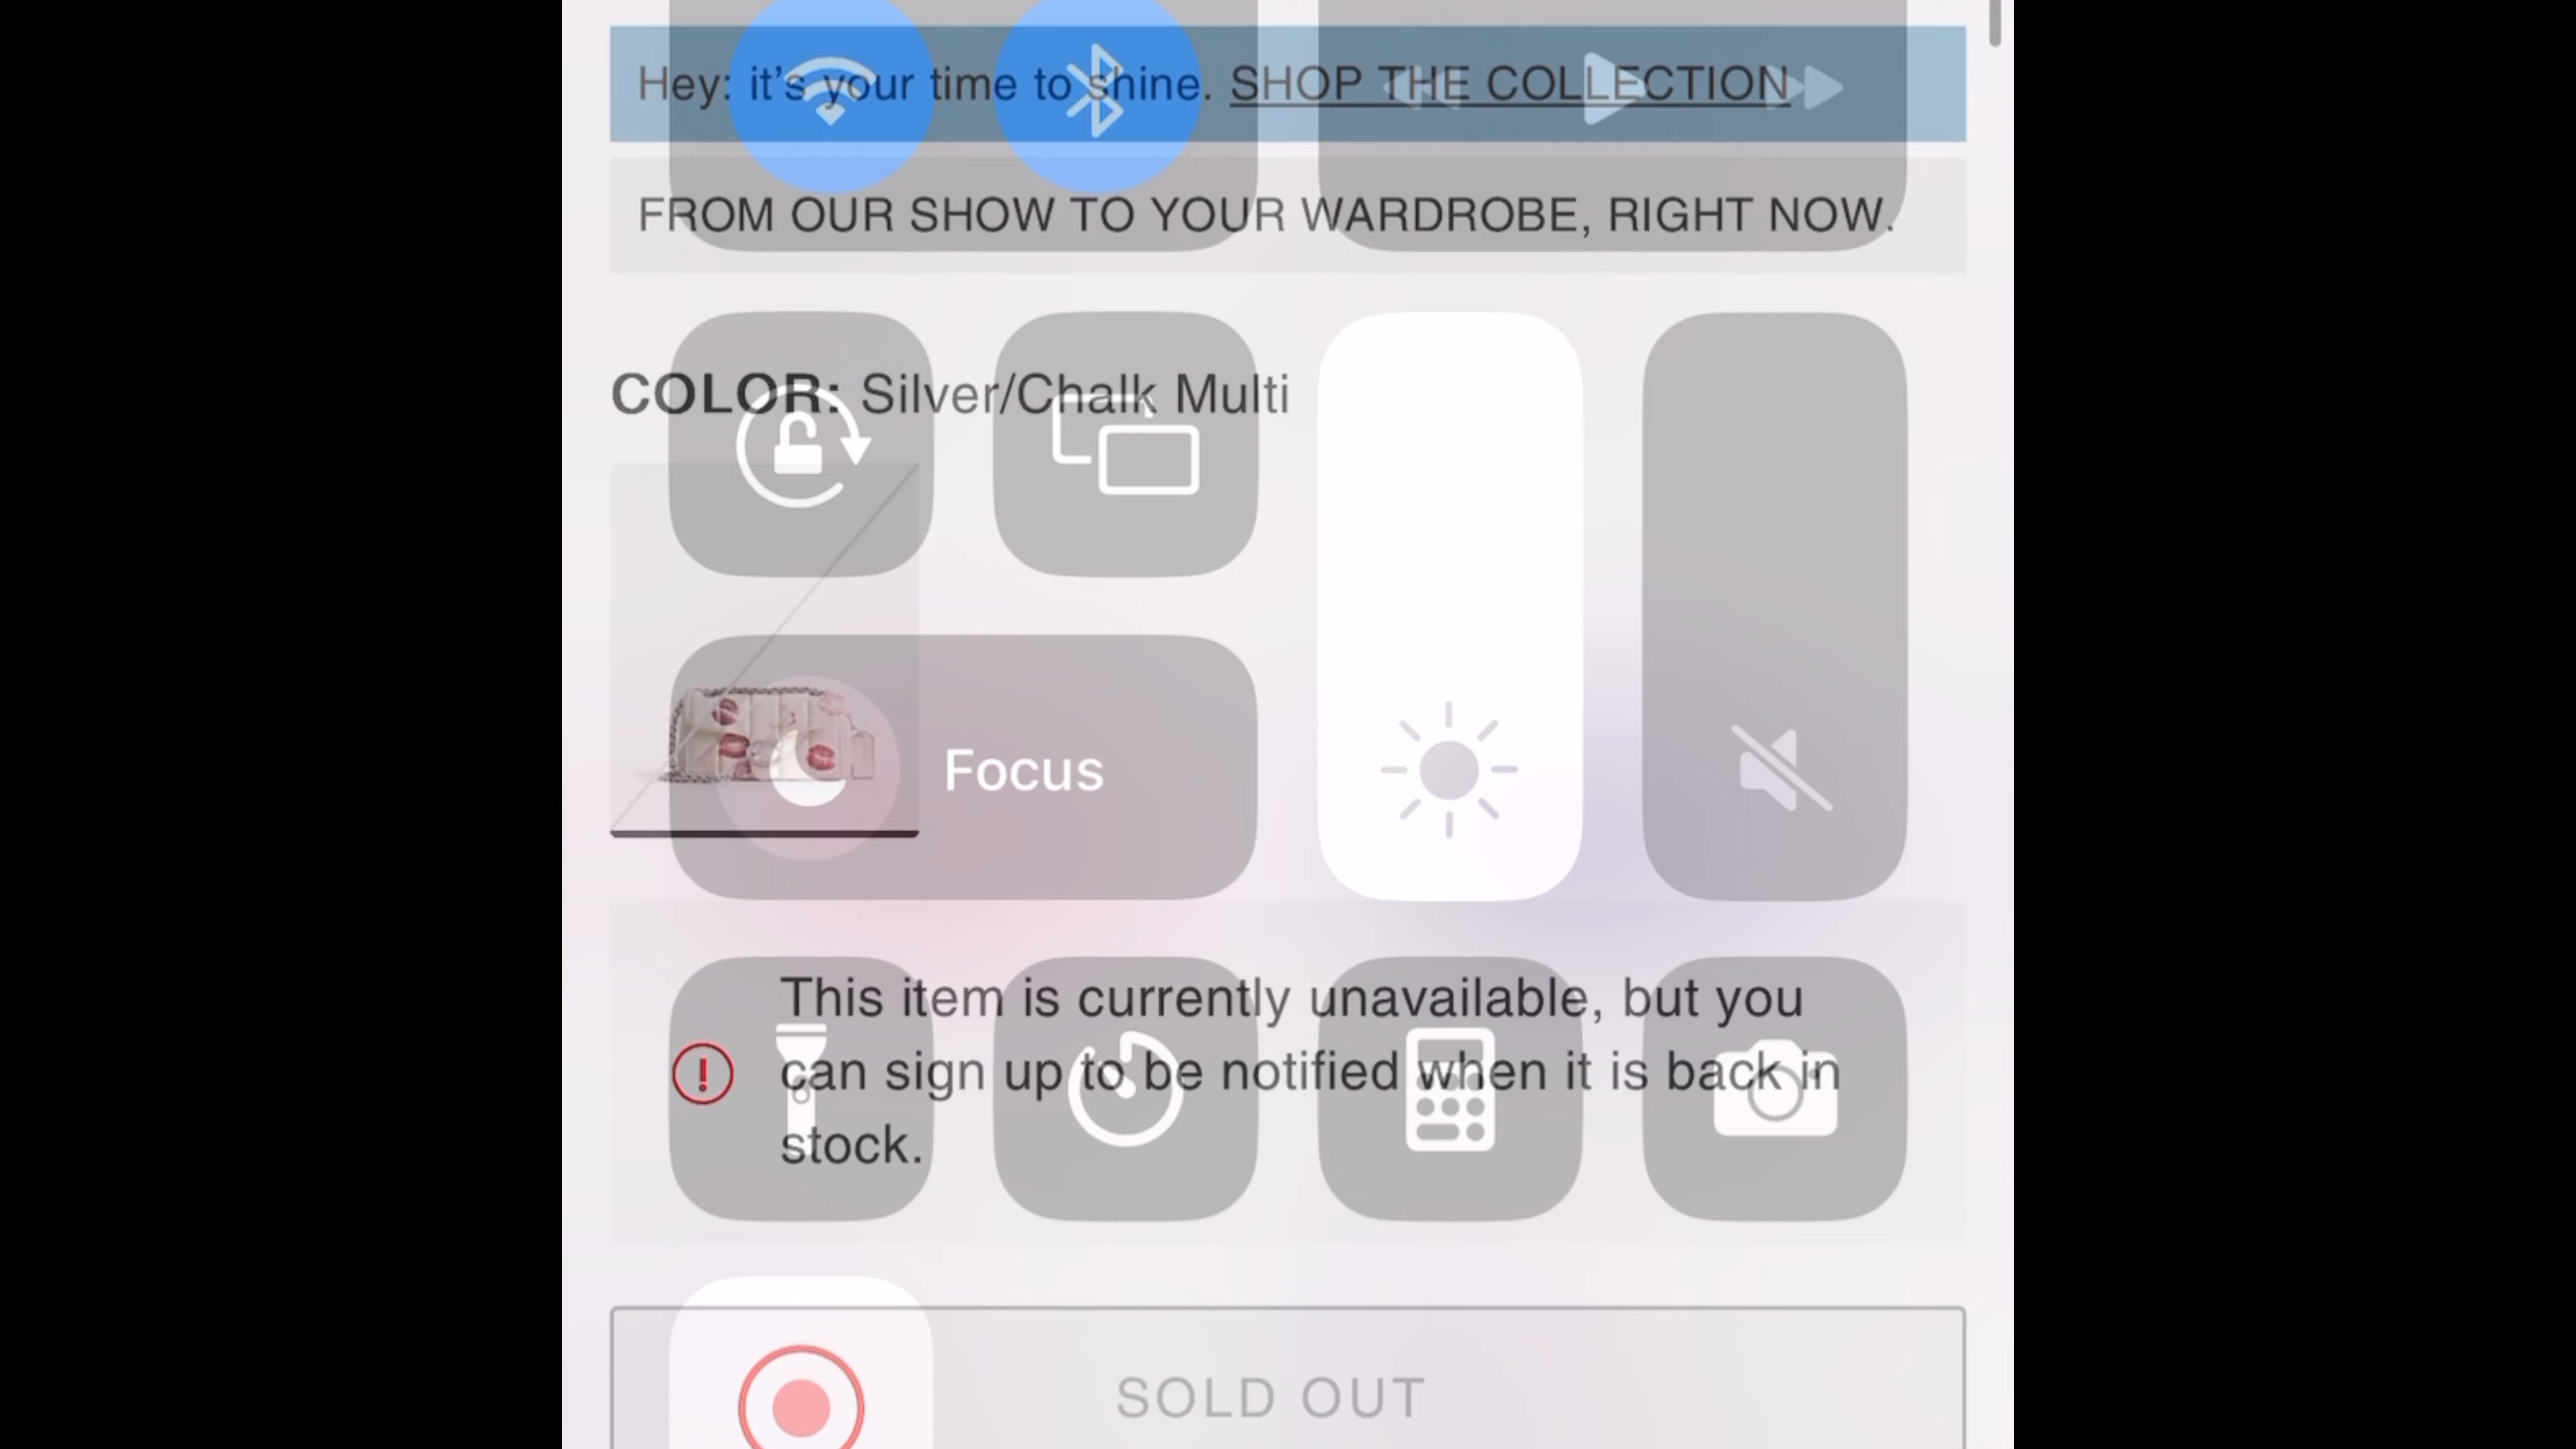 Hey: it’s your time to shine. SHOP THE COLLECTION
FROM OUR SHOW TO YOUR WARDROBE, RIGHT NOW.
COLOR: Silver/Chalk Multi
Focus
This item is currently unavailable, but you
can sign up to be notified when it is back in
stock.
SOLD OUT